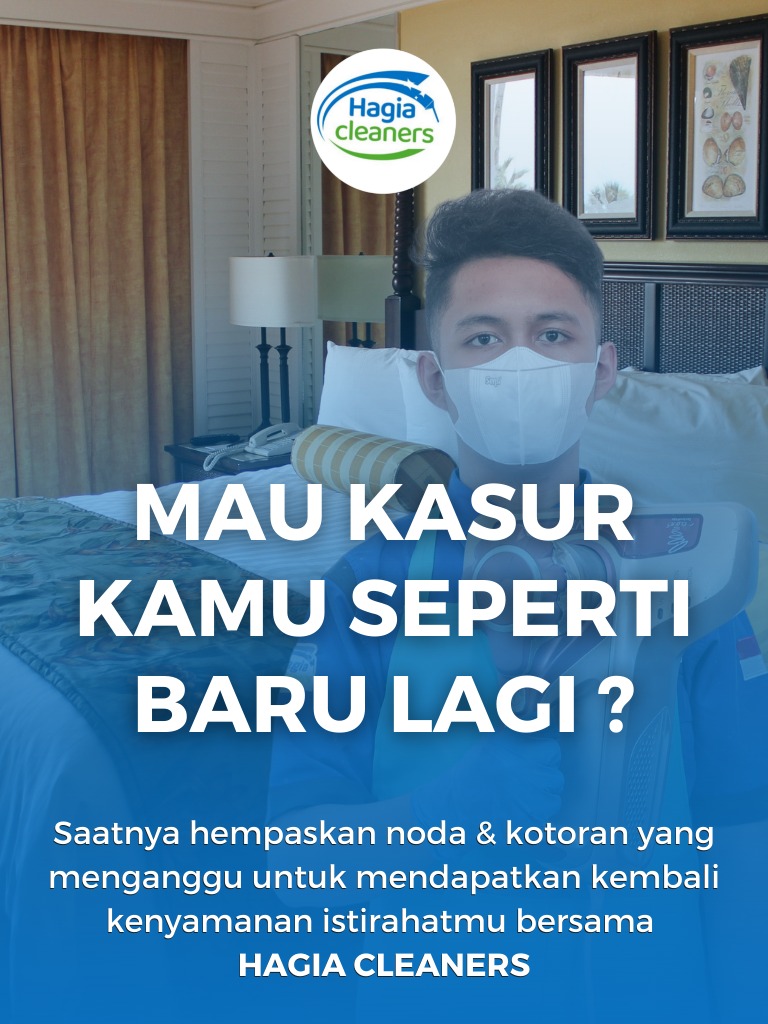 Hagia
cleaners
MAU KASUR
KAMU SEPERTI
BARU LAGI ?
Saatnya hempaskan noda & kotoran yang
menganggu untuk mendapatkan kembali
kenyamanan istirahatmu bersama
HAGIA CLEANERS